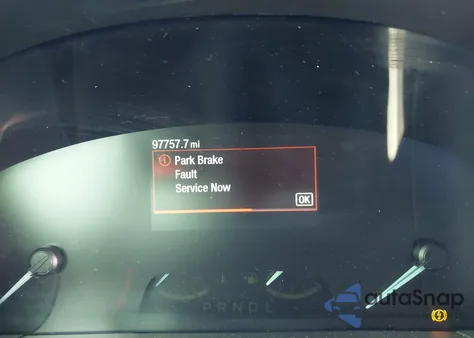 97757.7 mi
Park Brake
Fault
Service Now
OK
PRNDL
autoSnap